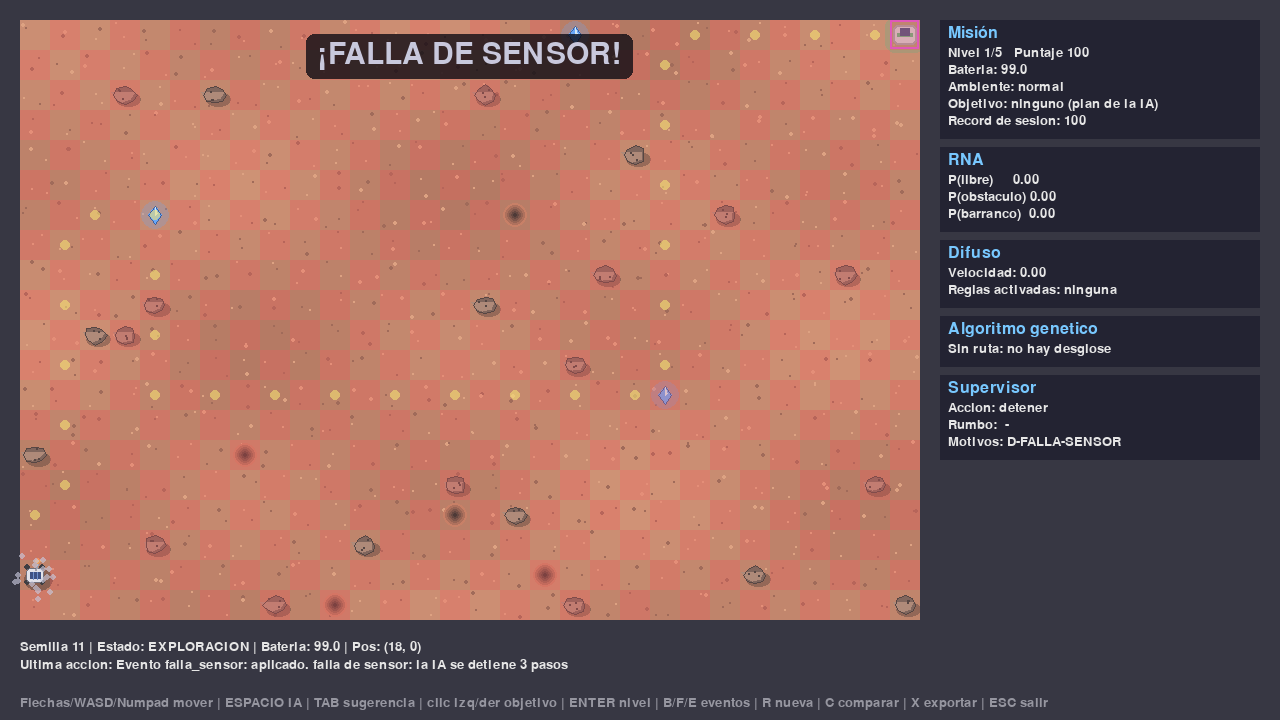 ¡FALLA DE SENSOR!
Misión
Nivel 1/5   Puntaje 100
Bateria: 99.0
Ambiente: normal
Objetivo: ninguno (plan de la IA)
Record de sesion: 100
RNA
P(libre)     0.00
P(obstaculo) 0.00
P(barranco)  0.00
Difuso
Velocidad: 0.00
Reglas activadas: ninguna
Algoritmo genetico
Sin ruta: no hay desglose
Supervisor
Accion: detener
Rumbo:  -
Motivos: D-FALLA-SENSOR
Semilla 11 | Estado: EXPLORACION | Bateria: 99.0 | Pos: (18, 0)
Ultima accion: Evento falla_sensor: aplicado. falla de sensor: la IA se detiene 3 pasos
Flechas/WASD/Numpad mover | ESPACIO IA | TAB sugerencia | clic izq/der objetivo | ENTER nivel | B/F/E eventos | R nueva | C comparar | X exportar | ESC salir